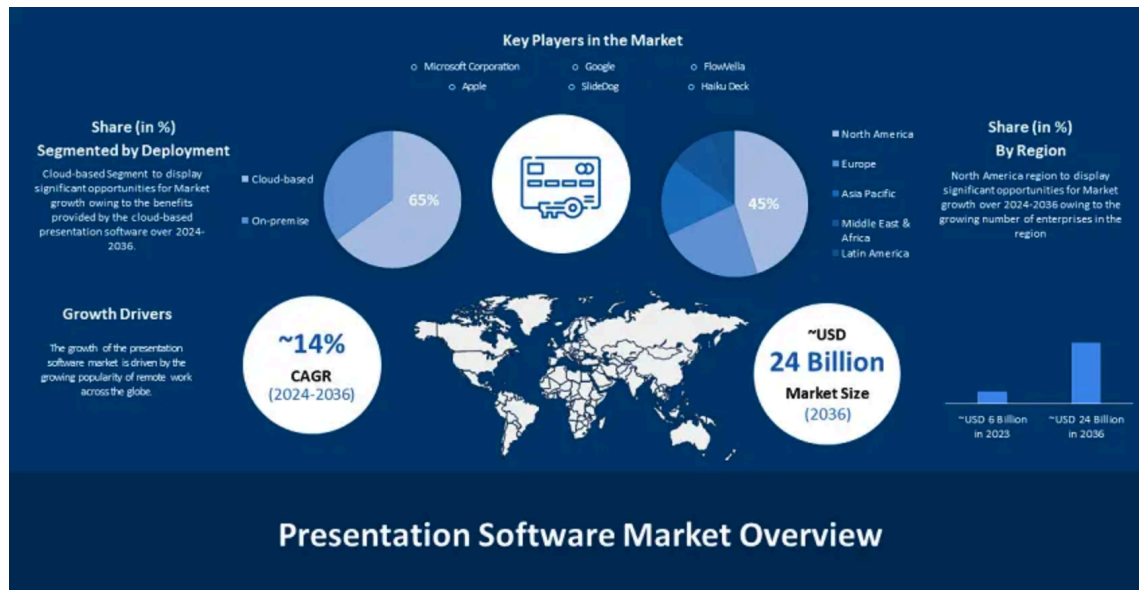 Key Players in the Market
Microsoft Corporation
Google
FlowVella
Apple
SlideDog
Haiku Deck
Share (in %)
Segmented by Deployment
Cloud-based Segment to display
significant opportunities for Market
growth owing to the benefits
provided by the cloud-based
presentation software over 2024-
2036.
Cloud-based
On-premise
65%
45%
North America
Europe
Asia Pacific
Middle East &
Africa
Latin America
Share (in %)
By Region
North America region to display
significant opportunities for Market
growth over 2024-2036 owing to the
growing number of enterprises in the
region
Growth Drivers
The growth of the presentation
software market is driven by the
growing popularity of remote work
across the globe.
~14%
CAGR
(2024-2036)
~USD
24 Billion
Market Size
(2036)
~USD 6 Billion
in 2023
~USD 24 Billion
in 2036
Presentation Software Market Overview